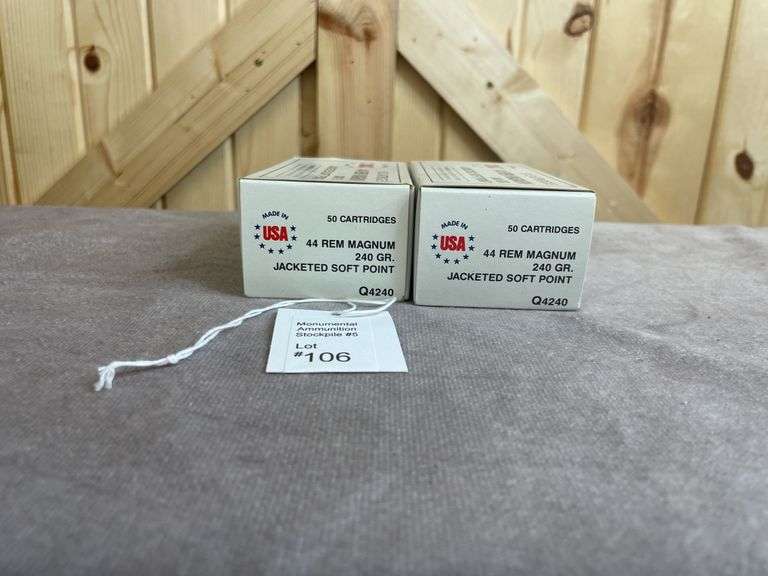 MADE IN
USA
50 CARTRIDGES
44 REM MAGNUM
240 GR.
JACKETED SOFT POINT
Q4240
MADE IN
USA
50 CARTRIDGES
44 REM MAGNUM
240 GR.
JACKETED SOFT POINT
Q4240
Monumental
Ammunition
Stockpile #5
Lot
#106